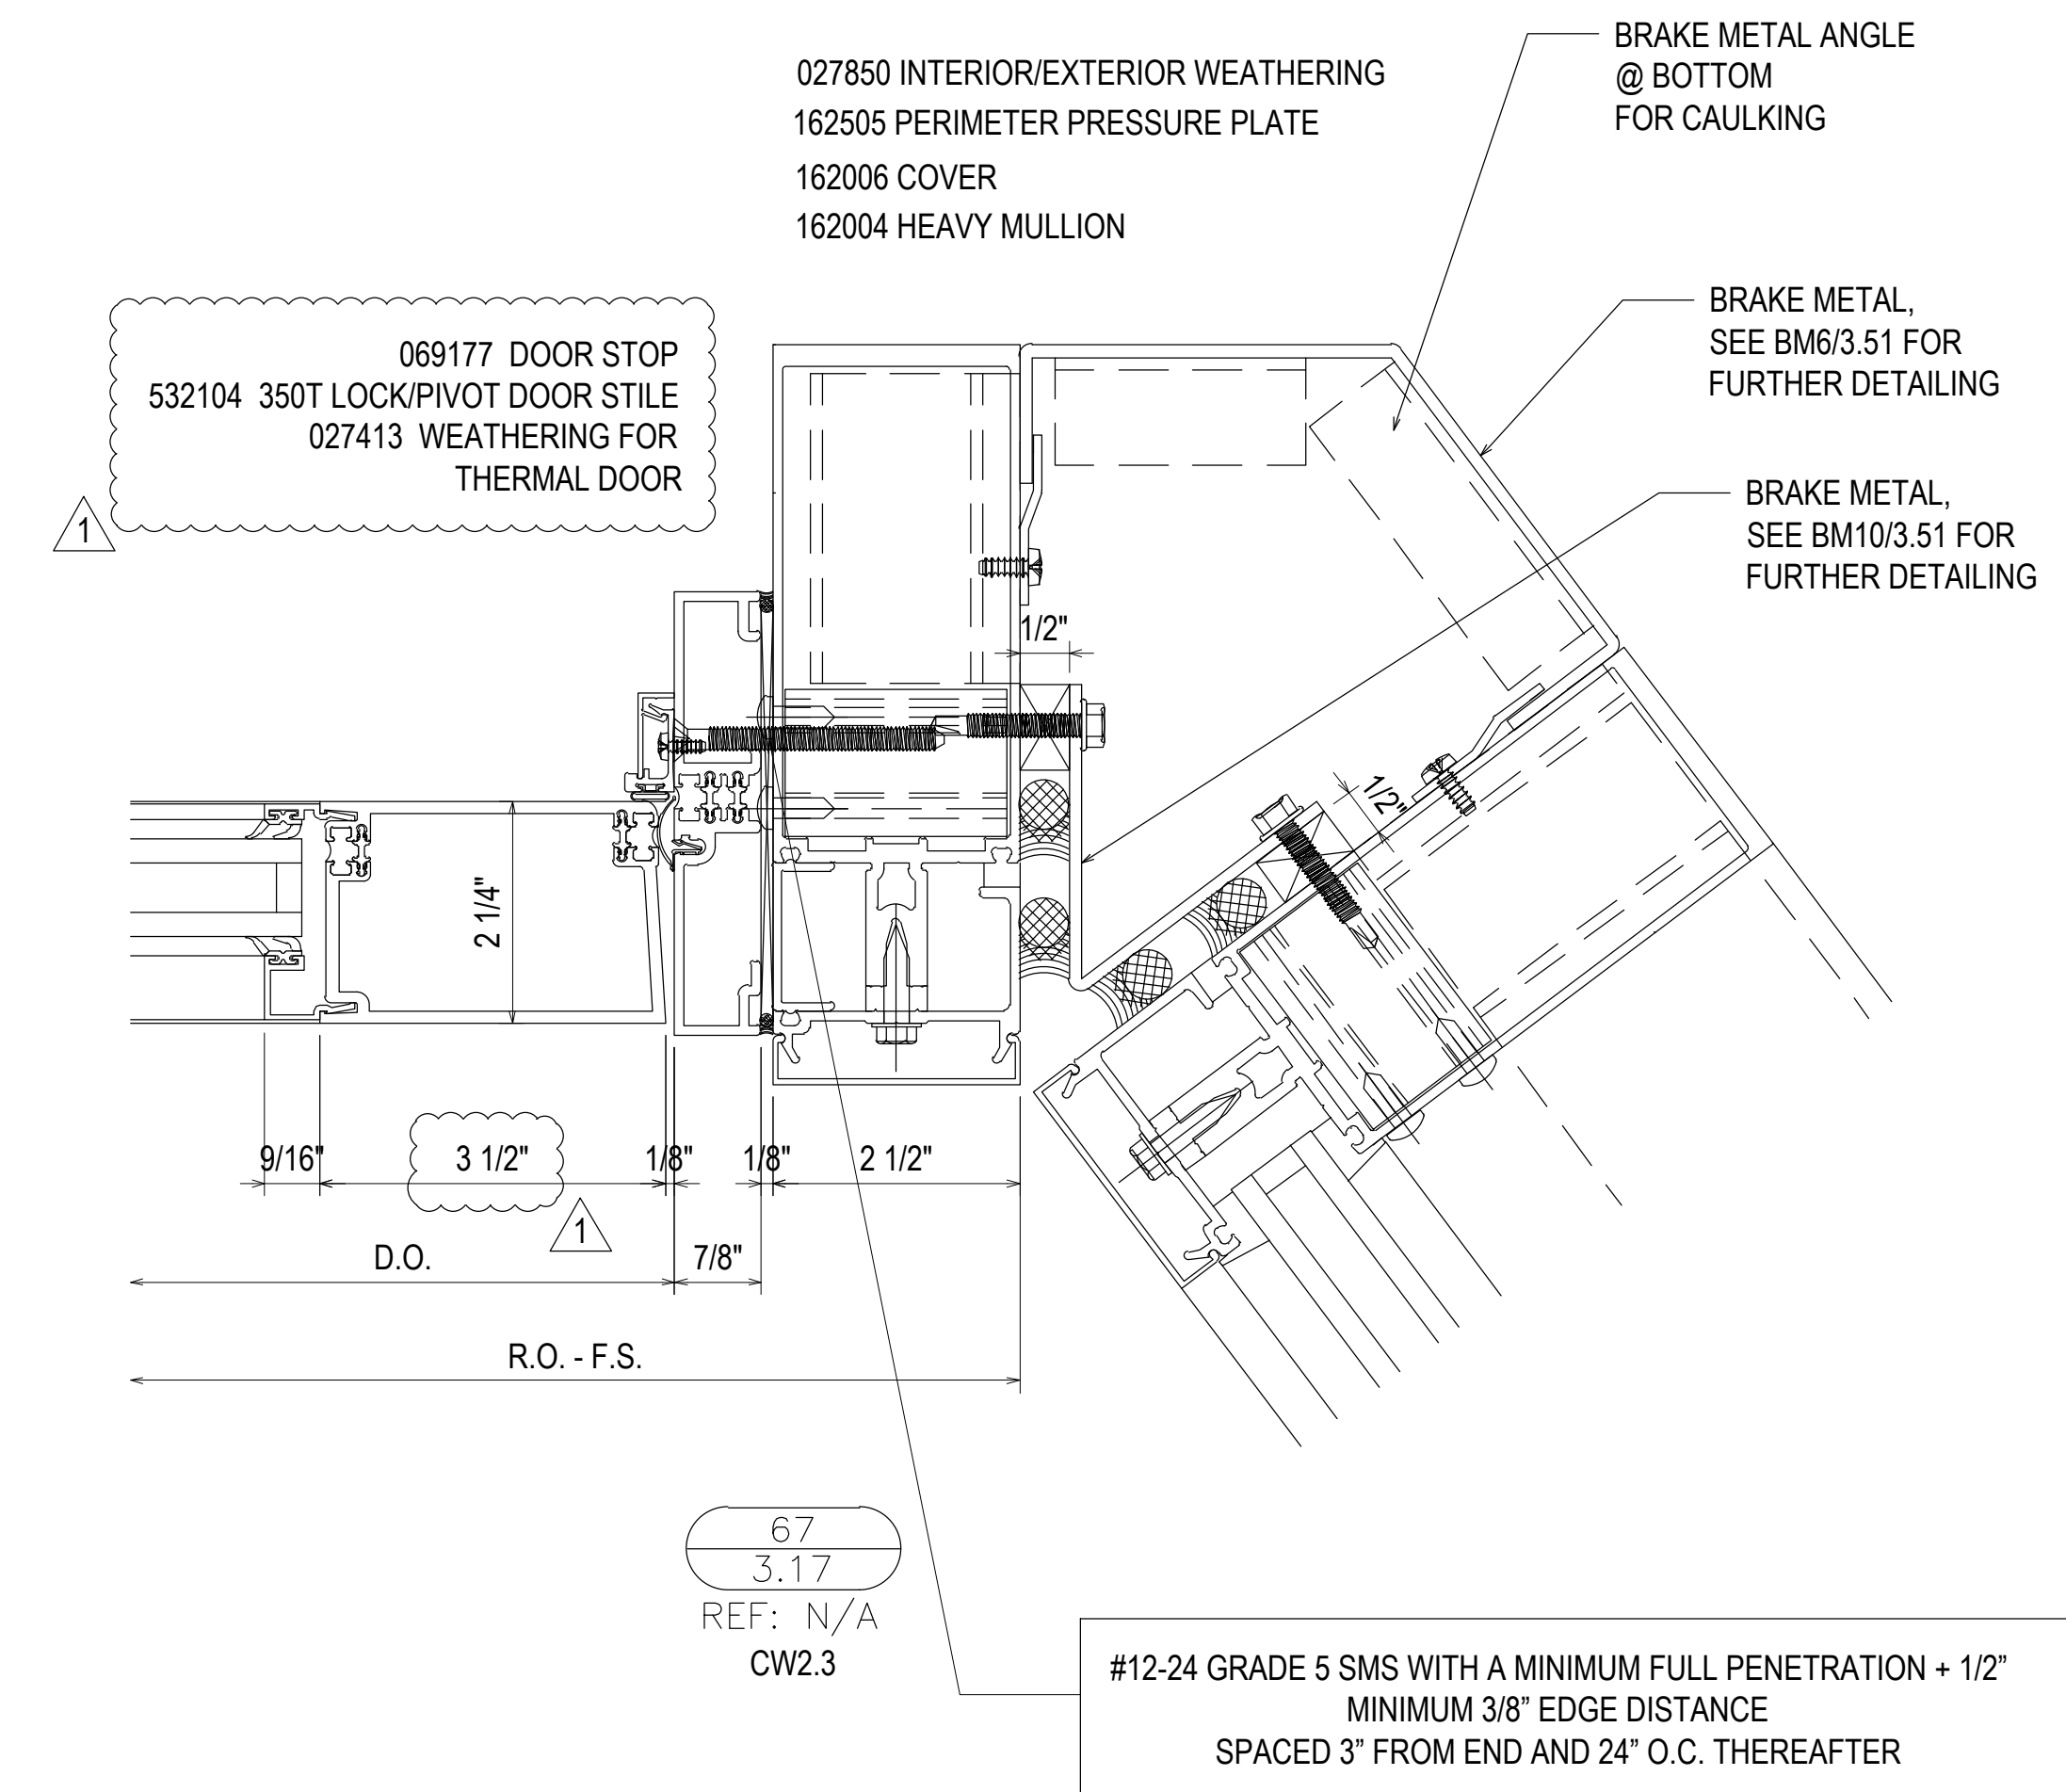 027850 INTERIOR/EXTERIOR WEATHERING
162505 PERIMETER PRESSURE PLATE
162006 COVER
162004 HEAVY MULLION
BRAKE METAL ANGLE
@ BOTTOM
FOR CAULKING
069177 DOOR STOP
532104 350T LOCK/PIVOT DOOR STILE
027413 WEATHERING FOR
THERMAL DOOR
1
BRAKE METAL,
SEE BM6/3.51 FOR
FURTHER DETAILING
BRAKE METAL,
SEE BM10/3.51 FOR
FURTHER DETAILING
1/2"
1/2"
2 1/4"
9/16"
3 1/2"
1/8"
1/8"
2 1/2"
1
D.O.
7/8"
R.O. - F.S.
67
3.17
REF: N/A
CW2.3
#12-24 GRADE 5 SMS WITH A MINIMUM FULL PENETRATION + 1/2”
MINIMUM 3/8” EDGE DISTANCE
SPACED 3” FROM END AND 24” O.C. THEREAFTER